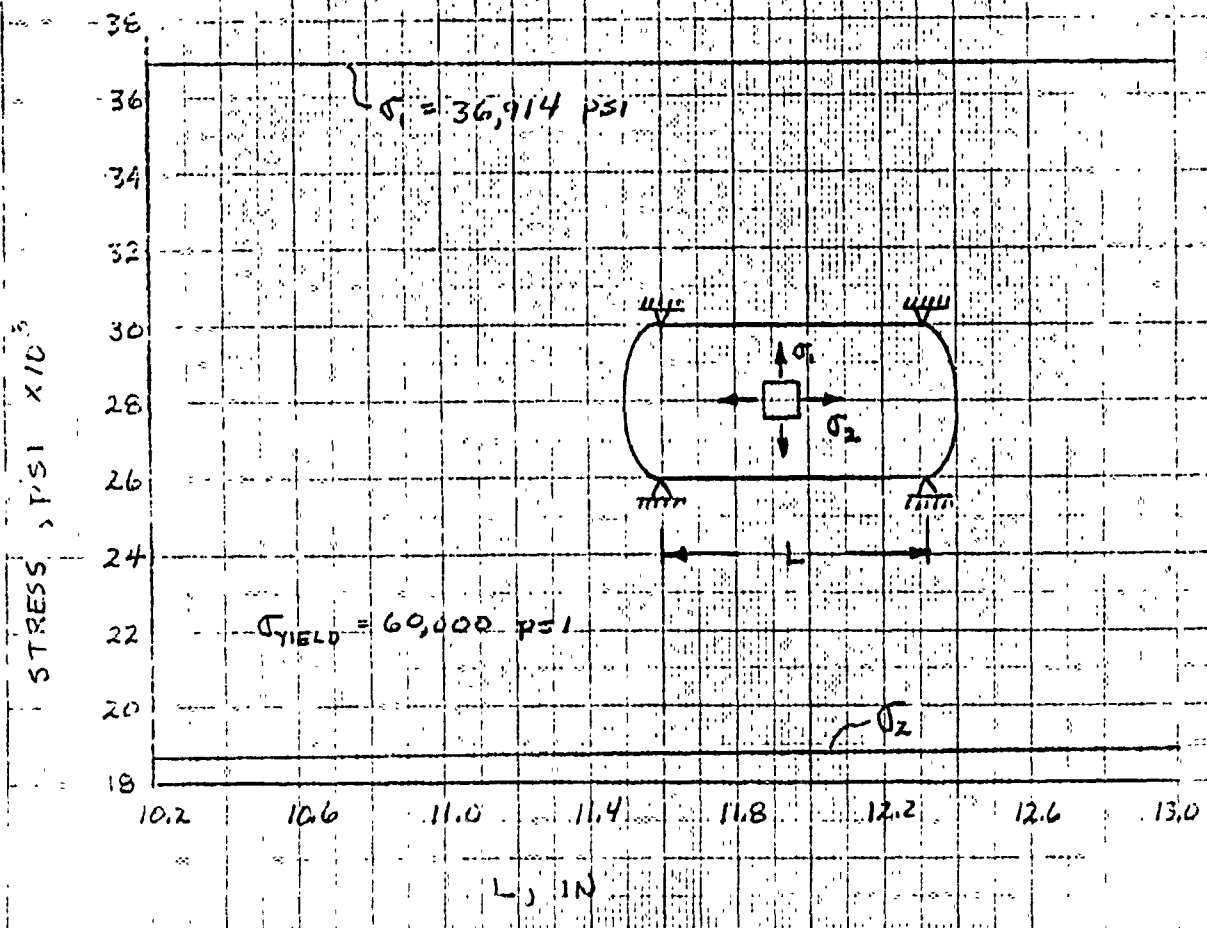 38
36
σ₁ = 36,914 psi
34
32
30
28
26
24
22
20
18
STRESS, PSI X10³
σ₁
σ₂
L
σYIELD = 60,000 psi
σ₂
10.2 10.6 11.0 11.4 11.8 12.2 12.6 13.0
L, IN